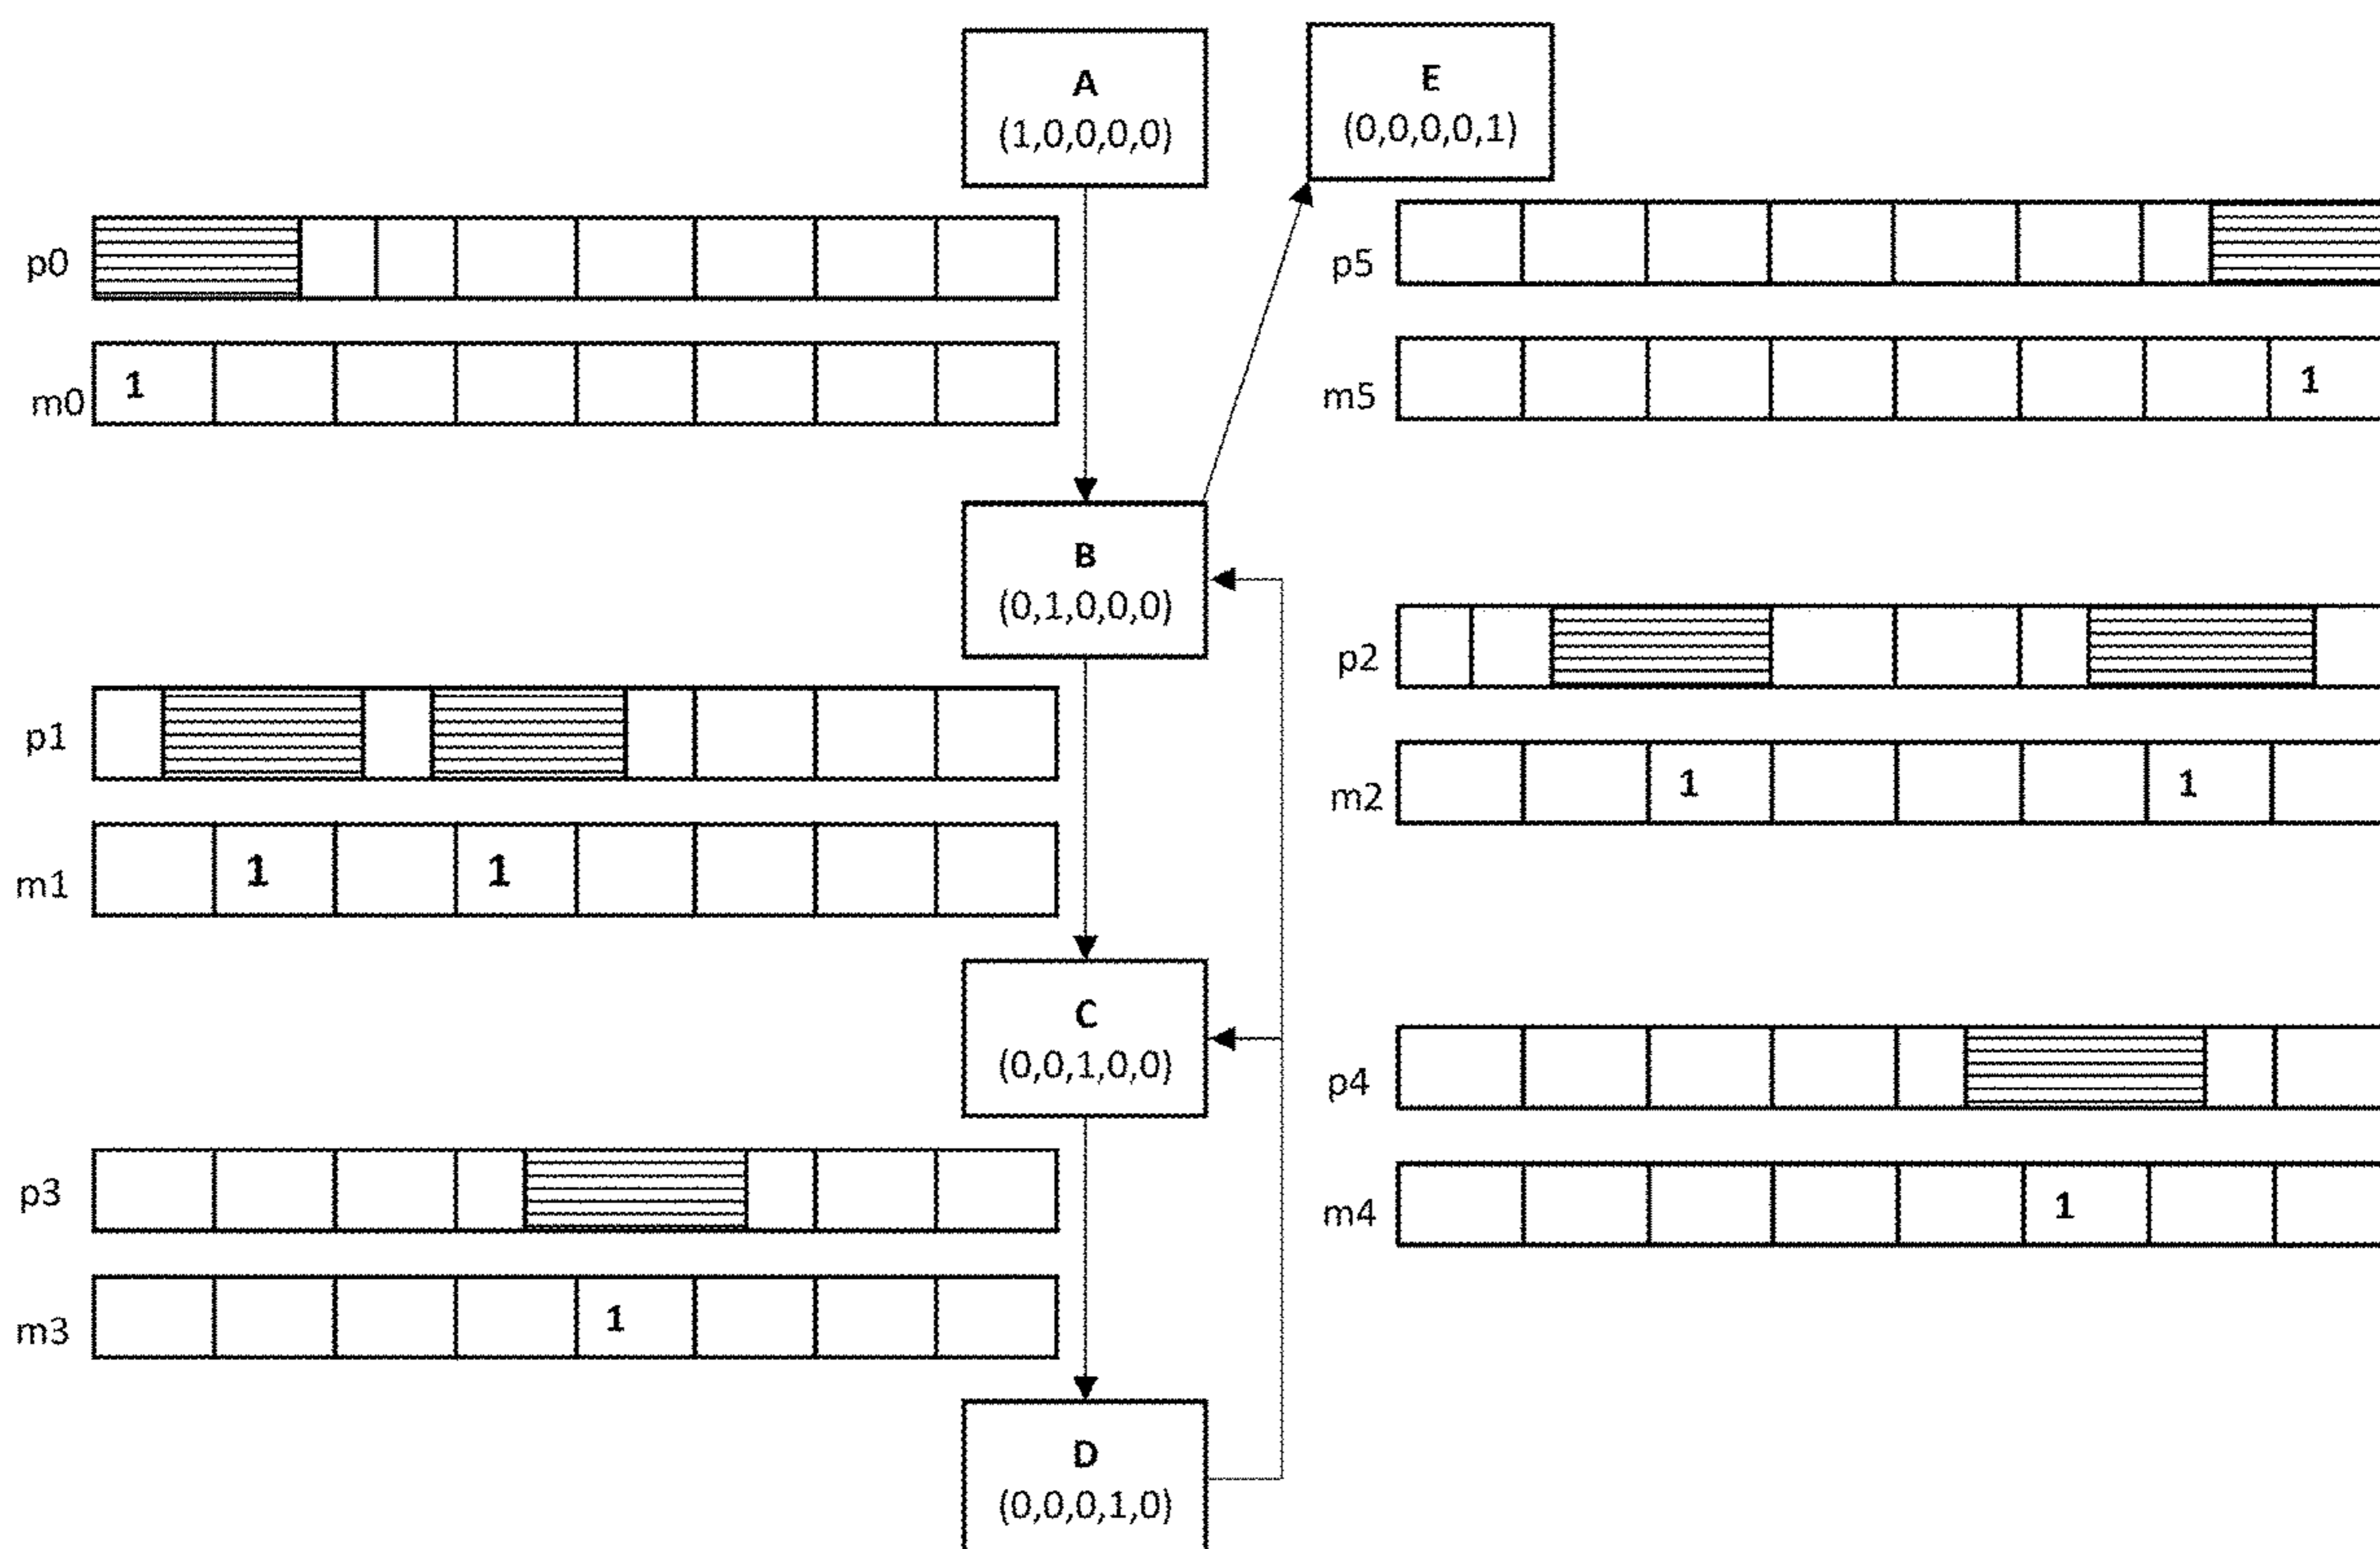 A
(1,0,0,0,0)
E
(0,0,0,0,1)
p0
p5
m0
1
m5
1
B
(0,1,0,0,0)
p2
p1
m2
1
1
m1
1
1
C
(0,0,1,0,0)
p4
p3
m4
1
m3
1
D
(0,0,0,1,0)